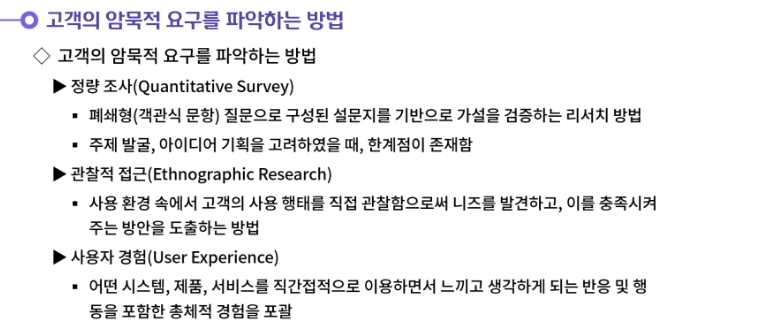 고객의 암묵적 요구를 파악하는 방법
◇ 고객의 암묵적 요구를 파악하는 방법
▶ 정량 조사(Quantitative Survey)
▪ 폐쇄형(객관식 문항) 질문으로 구성된 설문지를 기반으로 가설을 검증하는 리서치 방법
▪ 주제 발굴, 아이디어 기획을 고려하였을 때, 한계점이 존재함
▶ 관찰적 접근(Ethnographic Research)
▪ 사용 환경 속에서 고객의 사용 행태를 직접 관찰함으로써 니즈를 발견하고, 이를 충족시켜
주는 방안을 도출하는 방법
▶ 사용자 경험(User Experience)
▪ 어떤 시스템, 제품, 서비스를 직간접적으로 이용하면서 느끼고 생각하게 되는 반응 및 행
동을 포함한 총체적 경험을 포괄